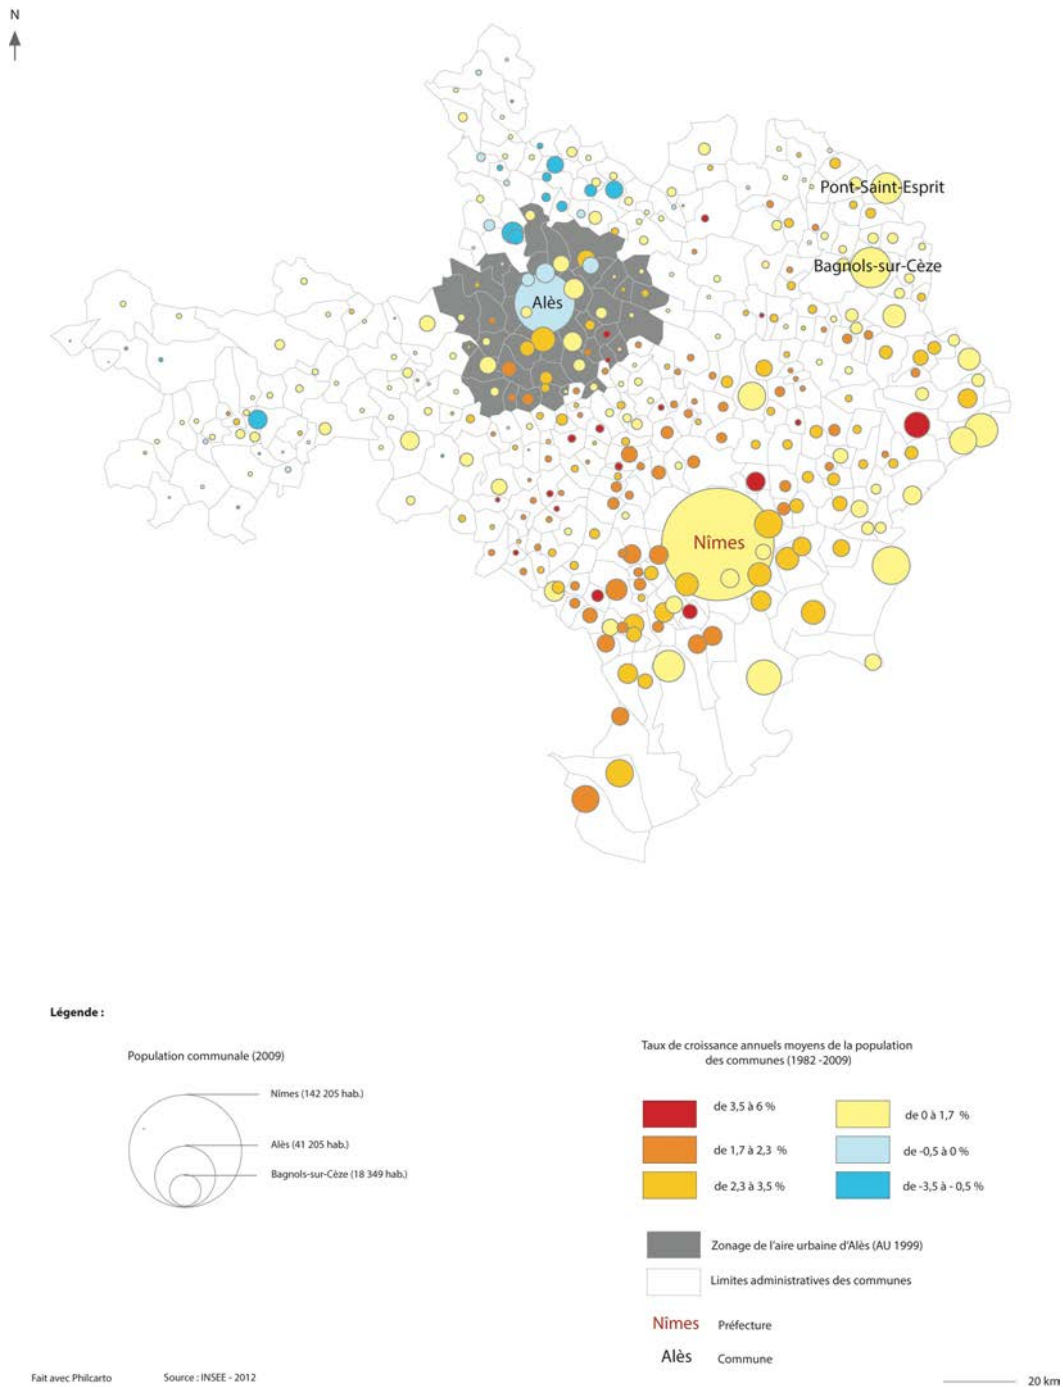 N
Pont-Saint-Esprit
Bagnols-sur-Cèze
Alès
Nîmes
Légende :
Population communale (2009)
Nîmes (142 205 hab.)
Alès (41 205 hab.)
Bagnols-sur-Cèze (18 349 hab.)
Taux de croissance annuels moyens de la population
des communes (1982 -2009)
de 3,5 à 6 %
de 0 à 1,7 %
de 1,7 à 2,3 %
de -0,5 à 0 %
de 2,3 à 3,5 %
de -3,5 à - 0,5 %
Zonage de l'aire urbaine d'Alès (AU 1999)
Limites administratives des communes
Nîmes Préfecture
Alès Commune
Fait avec Philcarto
Source : INSEE - 2012
20 km